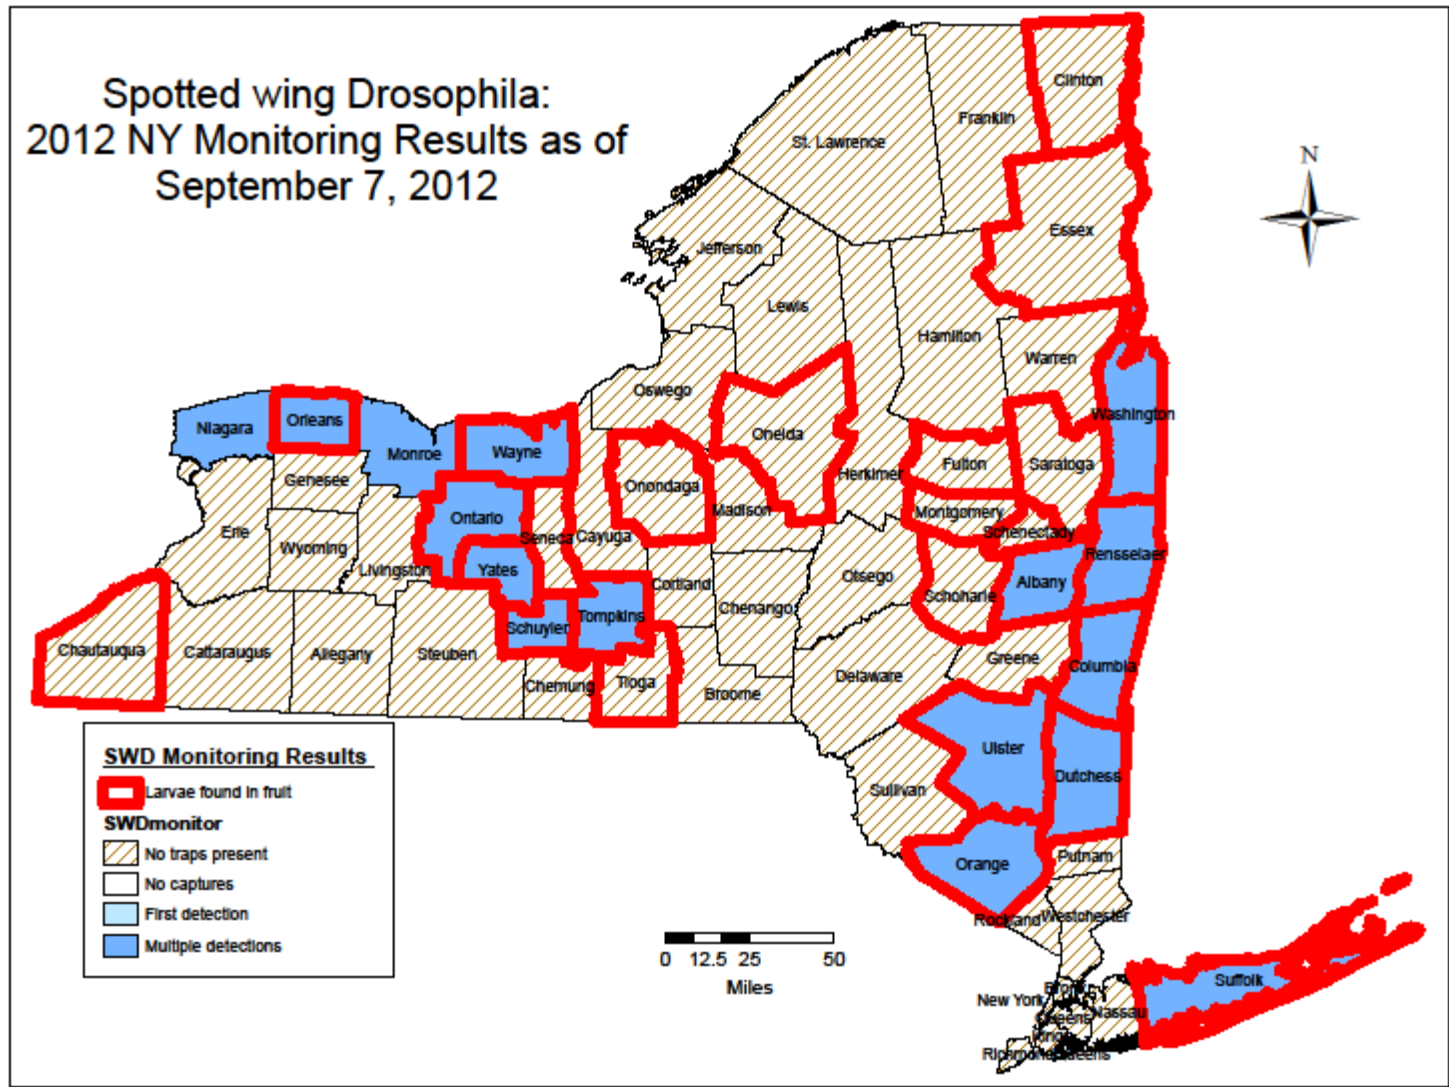 Spotted wing Drosophila:
2012 NY Monitoring Results as of
September 7, 2012
N
Clinton
Franklin
St. Lawrence
Essex
Jefferson
Lewis
Hamilton
Warren
Oswego
Washington
Niagara
Orleans
Monroe
Wayne
Oneida
Herkimer
Fulton
Saratoga
Genesee
Onondaga
Madison
Montgomery
Ontario
Seneca
Cayuga
Schenectady
Erie
Wyoming
Livingston
Yates
Cortland
Otsego
Rensselaer
Albany
Schoharie
Chenango
Schuyler
Tompkins
Chautauqua
Cattaraugus
Allegany
Steuben
Chemung
Tioga
Broome
Delaware
Greene
Columbia
Ulster
Dutchess
Sullivan
Orange
Putnam
Rockland
Westchester
SWD Monitoring Results
Larvae found in fruit
SWDmonitor
No traps present
No captures
First detection
Multiple detections
0 12.5 25 50
Miles
New York
Bronx
Queens
Nassau
Suffolk
Kings
Richmond
Queens